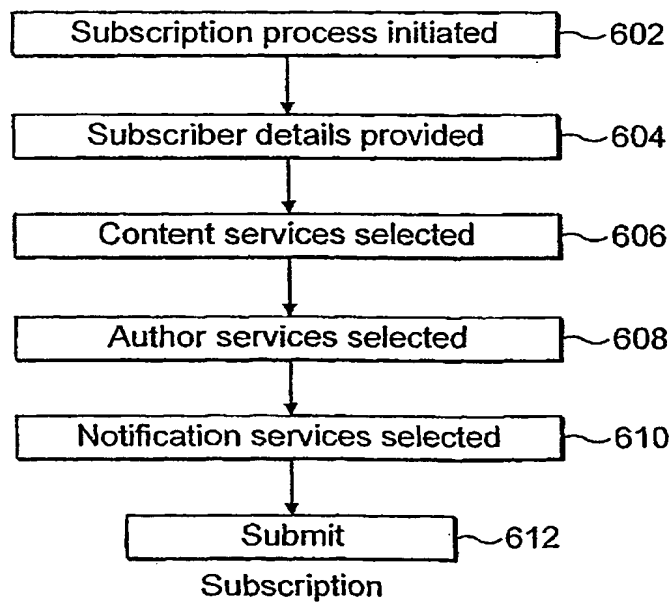 Subscription process initiated 602
Subscriber details provided 604
Content services selected 606
Author services selected 608
Notification services selected 610
Submit 612
Subscription